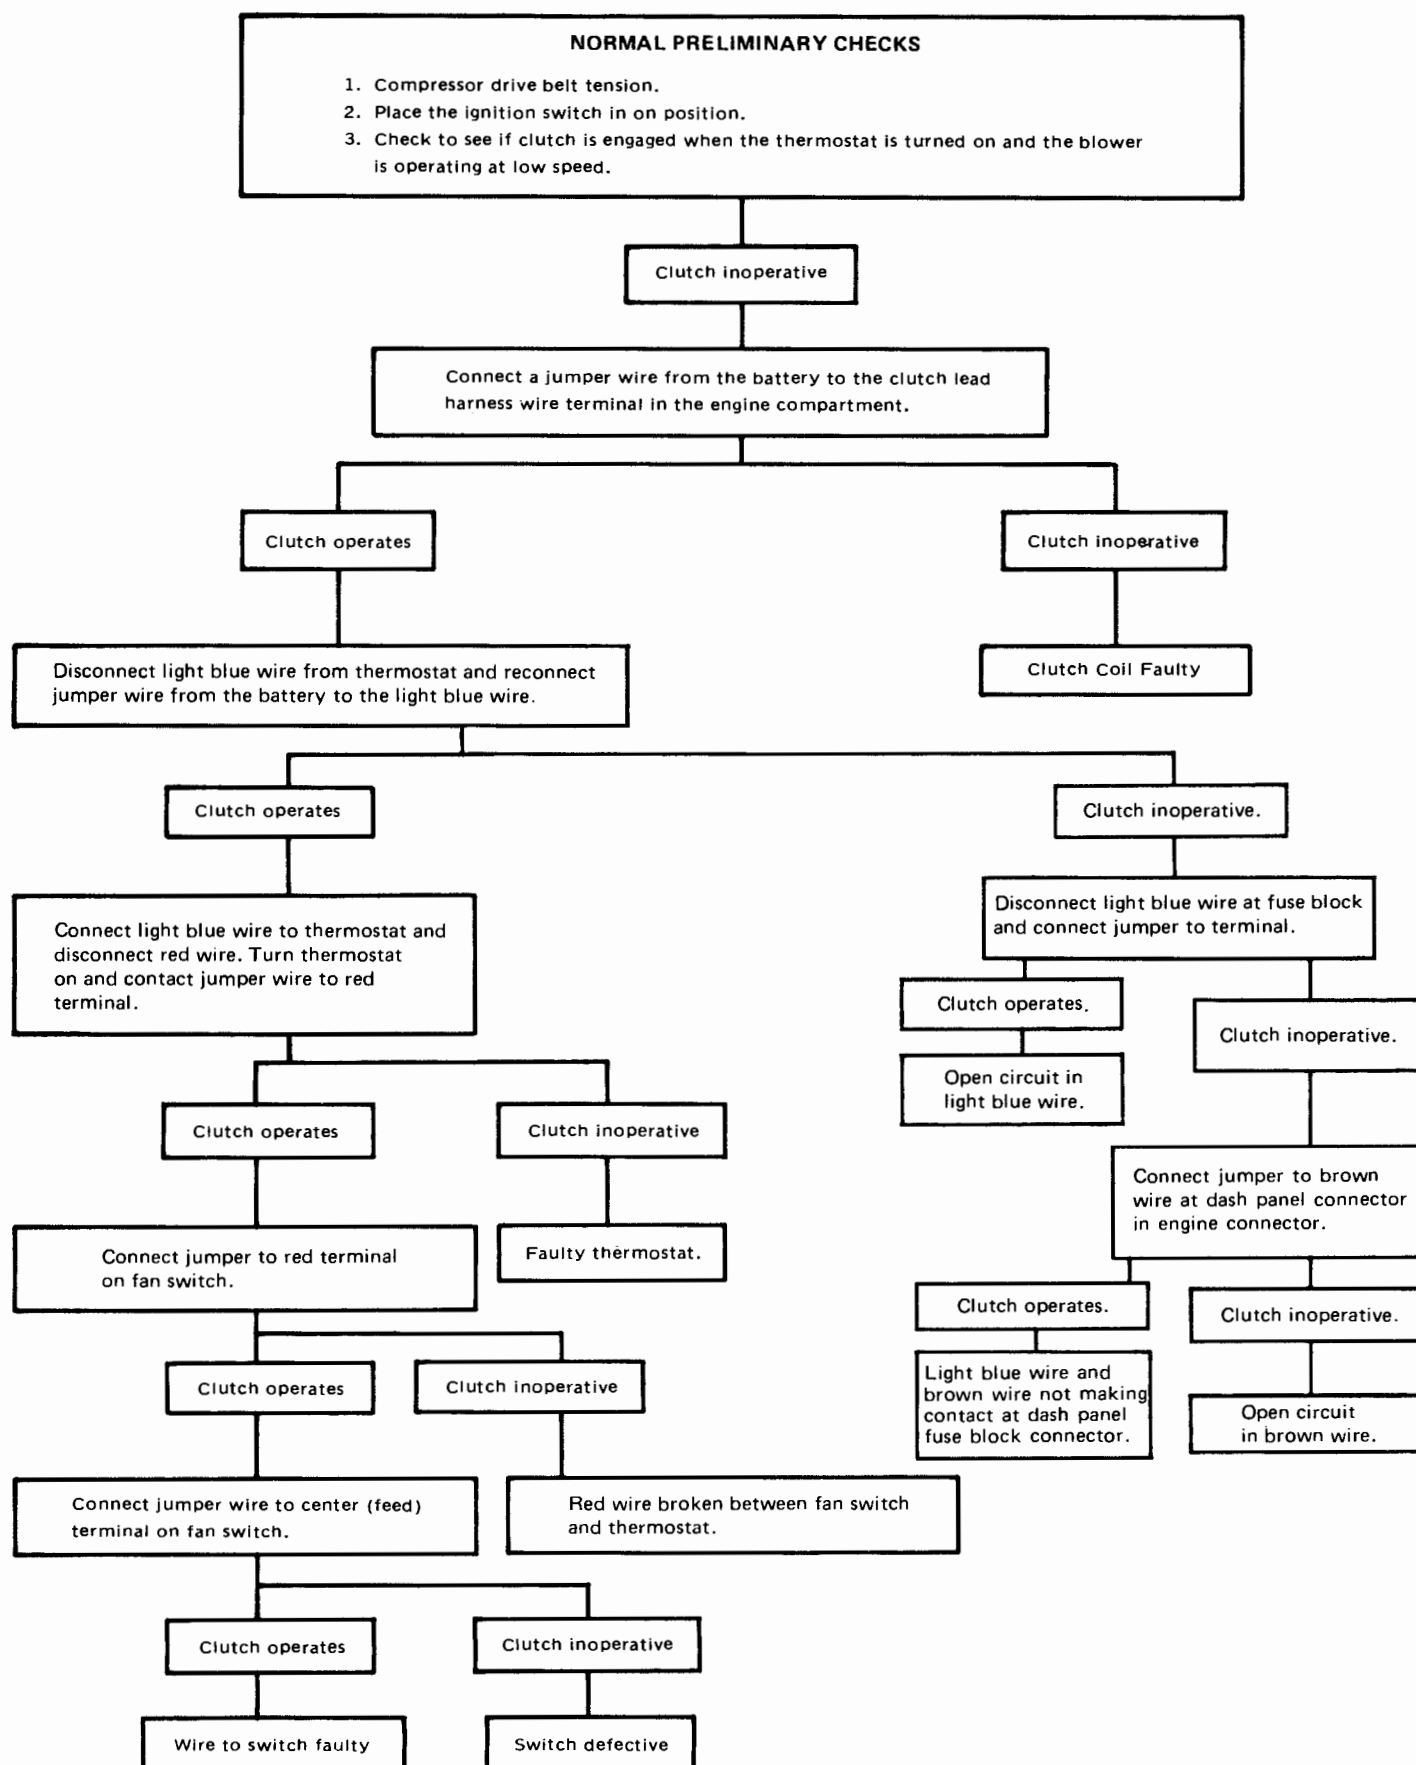 NORMAL PRELIMINARY CHECKS
1. Compressor drive belt tension.
2. Place the ignition switch in on position.
3. Check to see if clutch is engaged when the thermostat is turned on and the blower
is operating at low speed.
Clutch inoperative
Connect a jumper wire from the battery to the clutch lead
harness wire terminal in the engine compartment.
Clutch operates
Clutch inoperative
Disconnect light blue wire from thermostat and reconnect
jumper wire from the battery to the light blue wire.
Clutch Coil Faulty
Clutch operates
Clutch inoperative.
Connect light blue wire to thermostat and
disconnect red wire. Turn thermostat
on and contact jumper wire to red
terminal.
Disconnect light blue wire at fuse block
and connect jumper to terminal.
Clutch operates.
Clutch inoperative.
Open circuit in
light blue wire.
Clutch operates
Clutch inoperative
Connect jumper to brown
wire at dash panel connector
in engine connector.
Connect jumper to red terminal
on fan switch.
Faulty thermostat.
Clutch operates.
Clutch inoperative.
Clutch operates
Clutch inoperative
Light blue wire and
brown wire not making
contact at dash panel
fuse block connector.
Open circuit
in brown wire.
Connect jumper wire to center (feed)
terminal on fan switch.
Red wire broken between fan switch
and thermostat.
Clutch operates
Clutch inoperative
Wire to switch faulty
Switch defective